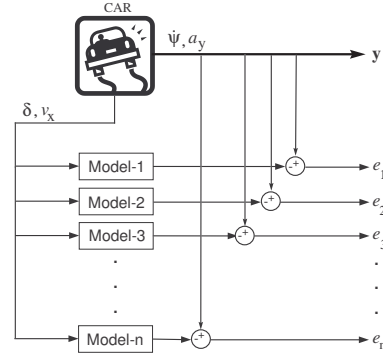 CAR
ψ̇, a_y
y
δ, v_x
Model-1
-+
e_1
Model-2
-+
e_2
Model-3
-+
e_3
. . .
. . .
. . .
Model-n
-+
e_n